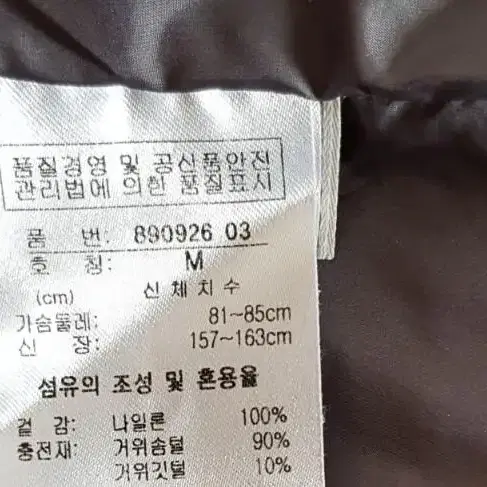 품질경영 및 공산품안전
관리법에 의한 품질표시
품 번: 890926 03
호 칭: M
(cm) 신체치수
가슴둘레: 81~85cm
신 장: 157~163cm
섬유의 조성 및 혼용율
겉 감: 나일론 100%
충전재: 거위솜털 90%
거위깃털 10%